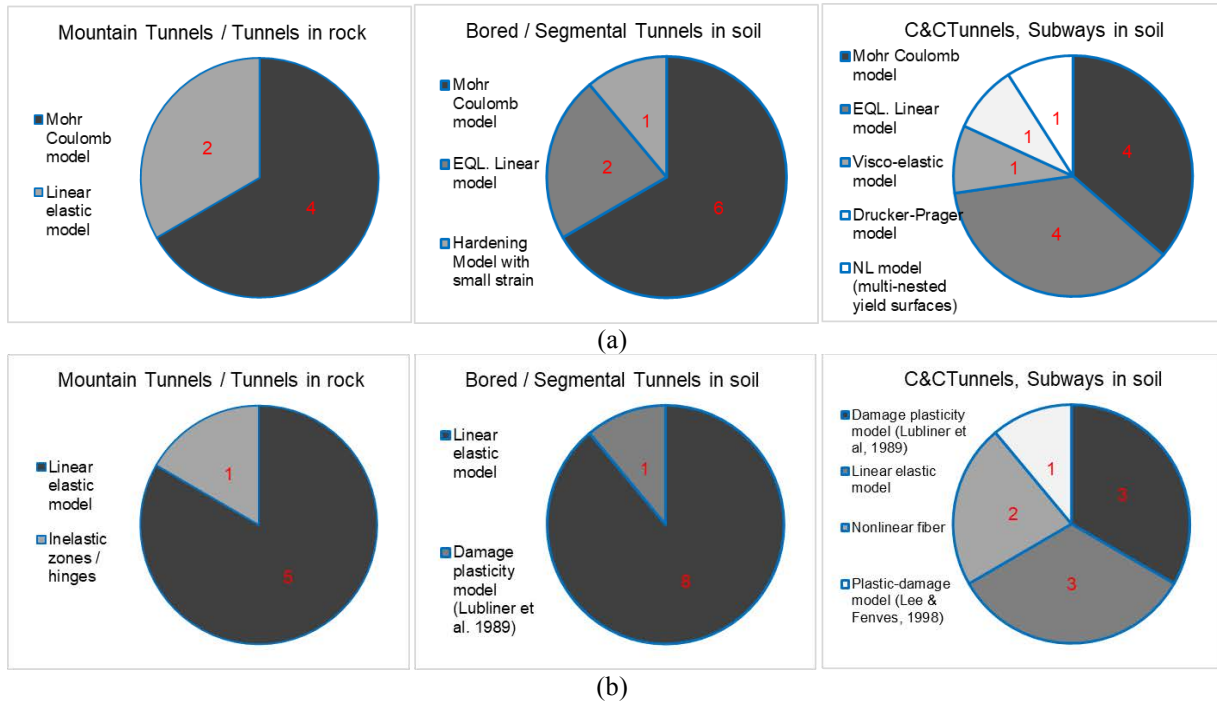 Mountain Tunnels / Tunnels in rock
Mohr
Coulomb
model
Linear
elastic
model
2
4
Bored / Segmental Tunnels in soil
Mohr
Coulomb
model
EQL. Linear
model
Hardening
Model with
small strain
1
2
6
C&CTunnels, Subways in soil
Mohr Coulomb
model
EQL. Linear
model
Visco-elastic
model
Drucker-Prager
model
NL model
(multi-nested
yield surfaces)
1
1
1
4
4
(a)
Mountain Tunnels / Tunnels in rock
Linear
elastic
model
Inelastic
zones /
hinges
1
5
Bored / Segmental Tunnels in soil
Linear
elastic
model
Damage
plasticity
model
(Lubliner et
al. 1989)
1
8
C&CTunnels, Subways in soil
Damage plasticity
model (Lubliner et
al, 1989)
Linear elastic
model
Nonlinear fiber
Plastic-damage
model (Lee &
Fenves, 1998)
1
3
2
3
(b)